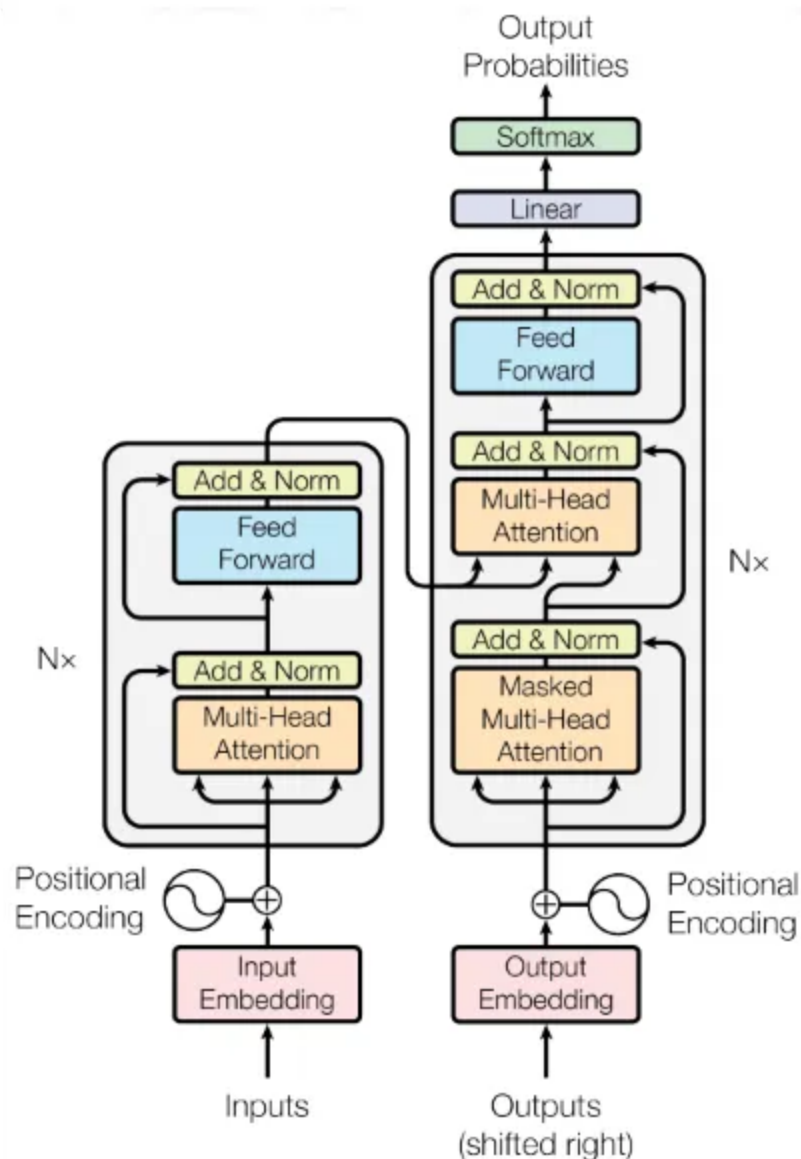 Output
Probabilities
Softmax
Linear
Add & Norm
Feed
Forward
Add & Norm
Multi-Head
Attention
N×
Add & Norm
Masked
Multi-Head
Attention
Add & Norm
Feed
Forward
N×
Add & Norm
Multi-Head
Attention
Positional
Encoding
Positional
Encoding
Input
Embedding
Output
Embedding
Inputs
Outputs
(shifted right)